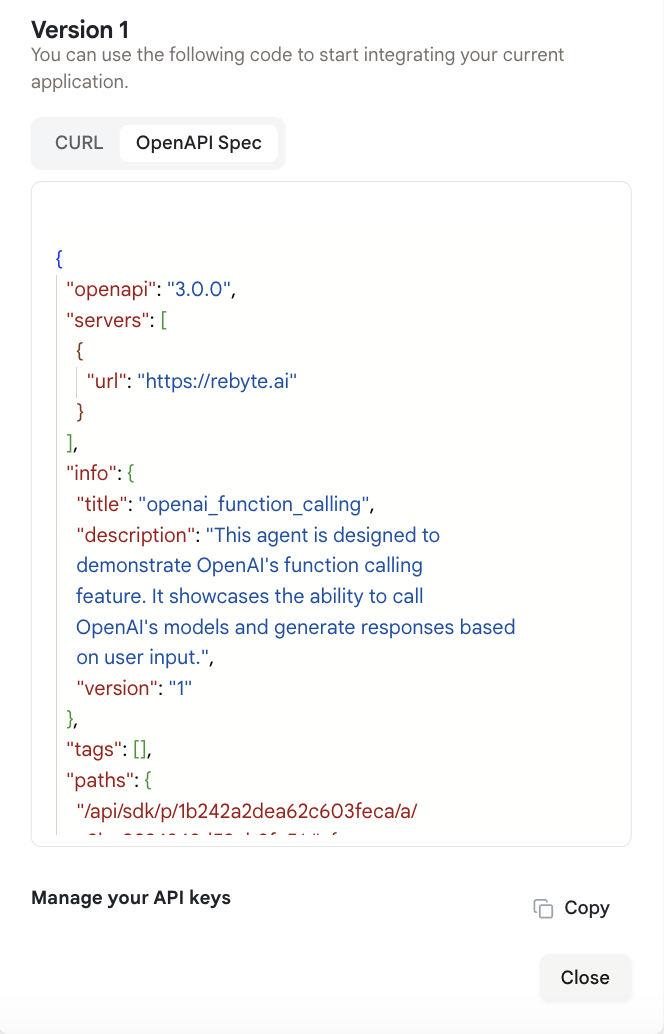 Version 1
You can use the following code to start integrating your current
application.
CURL OpenAPI Spec
{
"openapi": "3.0.0",
"servers": [
{
"url": "https://rebyte.ai"
}
],
"info": {
"title": "openai_function_calling",
"description": "This agent is designed to
demonstrate OpenAI's function calling
feature. It showcases the ability to call
OpenAI's models and generate responses based
on user input.",
"version": "1"
},
"tags": [],
"paths": {
"/api/sdk/p/1b242a2dea62c603feca/a/
Manage your API keys
Copy
Close